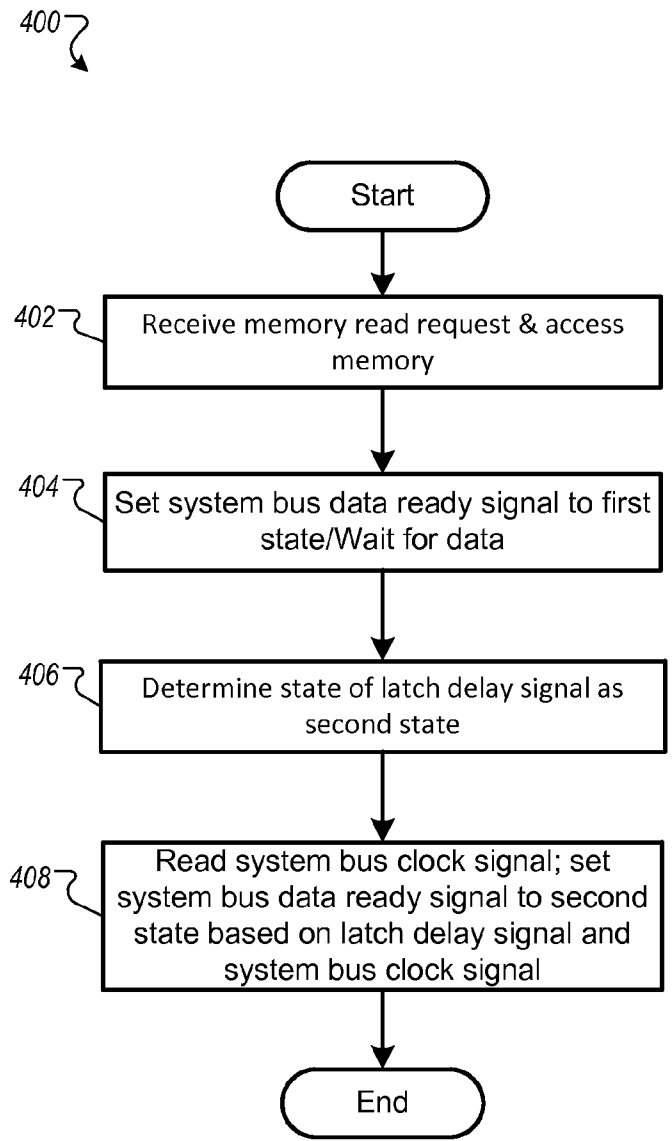 400
Start
402
Receive memory read request & access
memory
404
Set system bus data ready signal to first
state/Wait for data
406
Determine state of latch delay signal as
second state
408
Read system bus clock signal; set
system bus data ready signal to second
state based on latch delay signal and
system bus clock signal
End